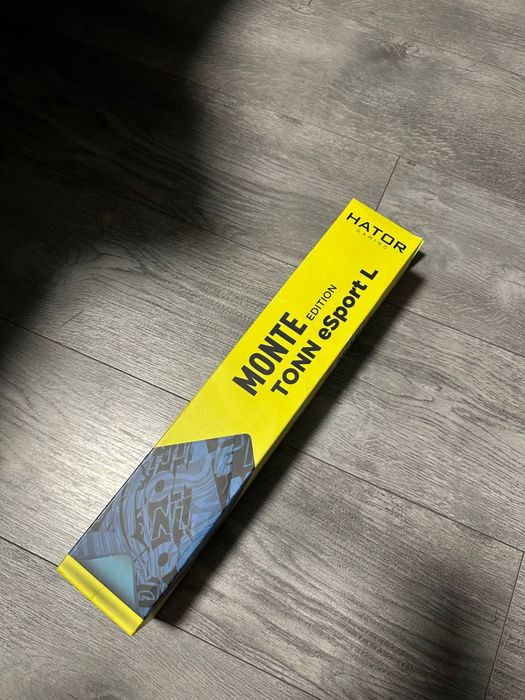 HATOR
GAMING
MONTE EDITION
TONN eSport L